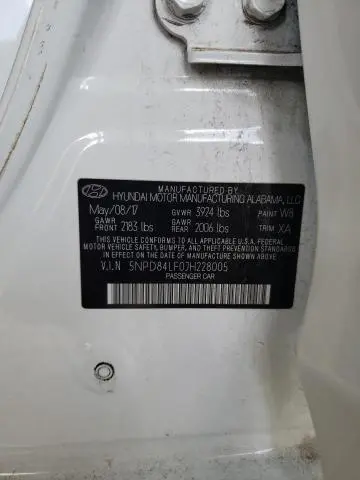 MANUFACTURED BY
HYUNDAI MOTOR MANUFACTURING ALABAMA, LLC
May/08/17 GVWR 3924 lbs PAINT W8
GAWR FRONT 2183 lbs GAWR REAR 2006 lbs TRIM XA
THIS VEHICLE CONFORMS TO ALL APPLICABLE FEDERAL
MOTOR VEHICLE SAFETY, BUMPER, AND THEFT PREVENTION
STANDARDS IN EFFECT ON THE DATE OF
MANUFACTURE SHOWN ABOVE.
V.I.N 5NPD84LF0JH228005
PASSENGER CAR